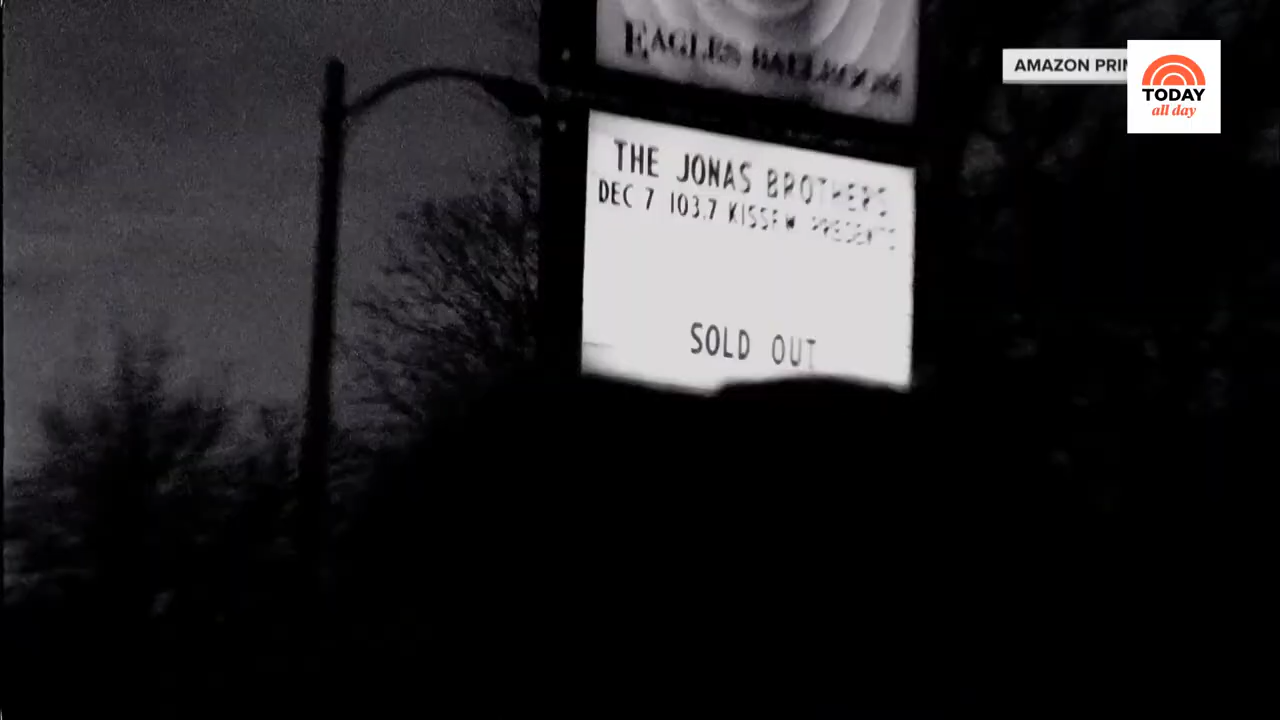 EAGLES BALLROOM
AMAZON PRI
TODAY
all day
THE JONAS BROTHERS
DEC 7 103.7 KISSFM PRESENTS
SOLD OUT